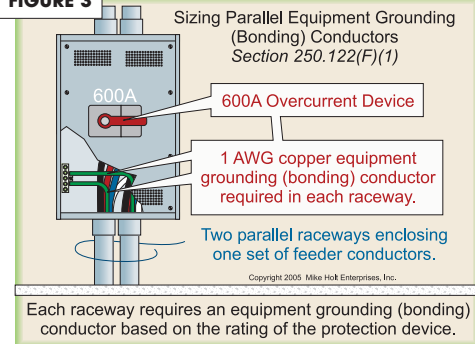 FIGURE 3
Sizing Parallel Equipment Grounding
(Bonding) Conductors
Section 250.122(F)(1)
600A
600A Overcurrent Device
1 AWG copper equipment
grounding (bonding) conductor
required in each raceway.
Two parallel raceways enclosing
one set of feeder conductors.
Copyright 2005 Mike Holt Enterprises, Inc.
Each raceway requires an equipment grounding (bonding)
conductor based on the rating of the protection device.